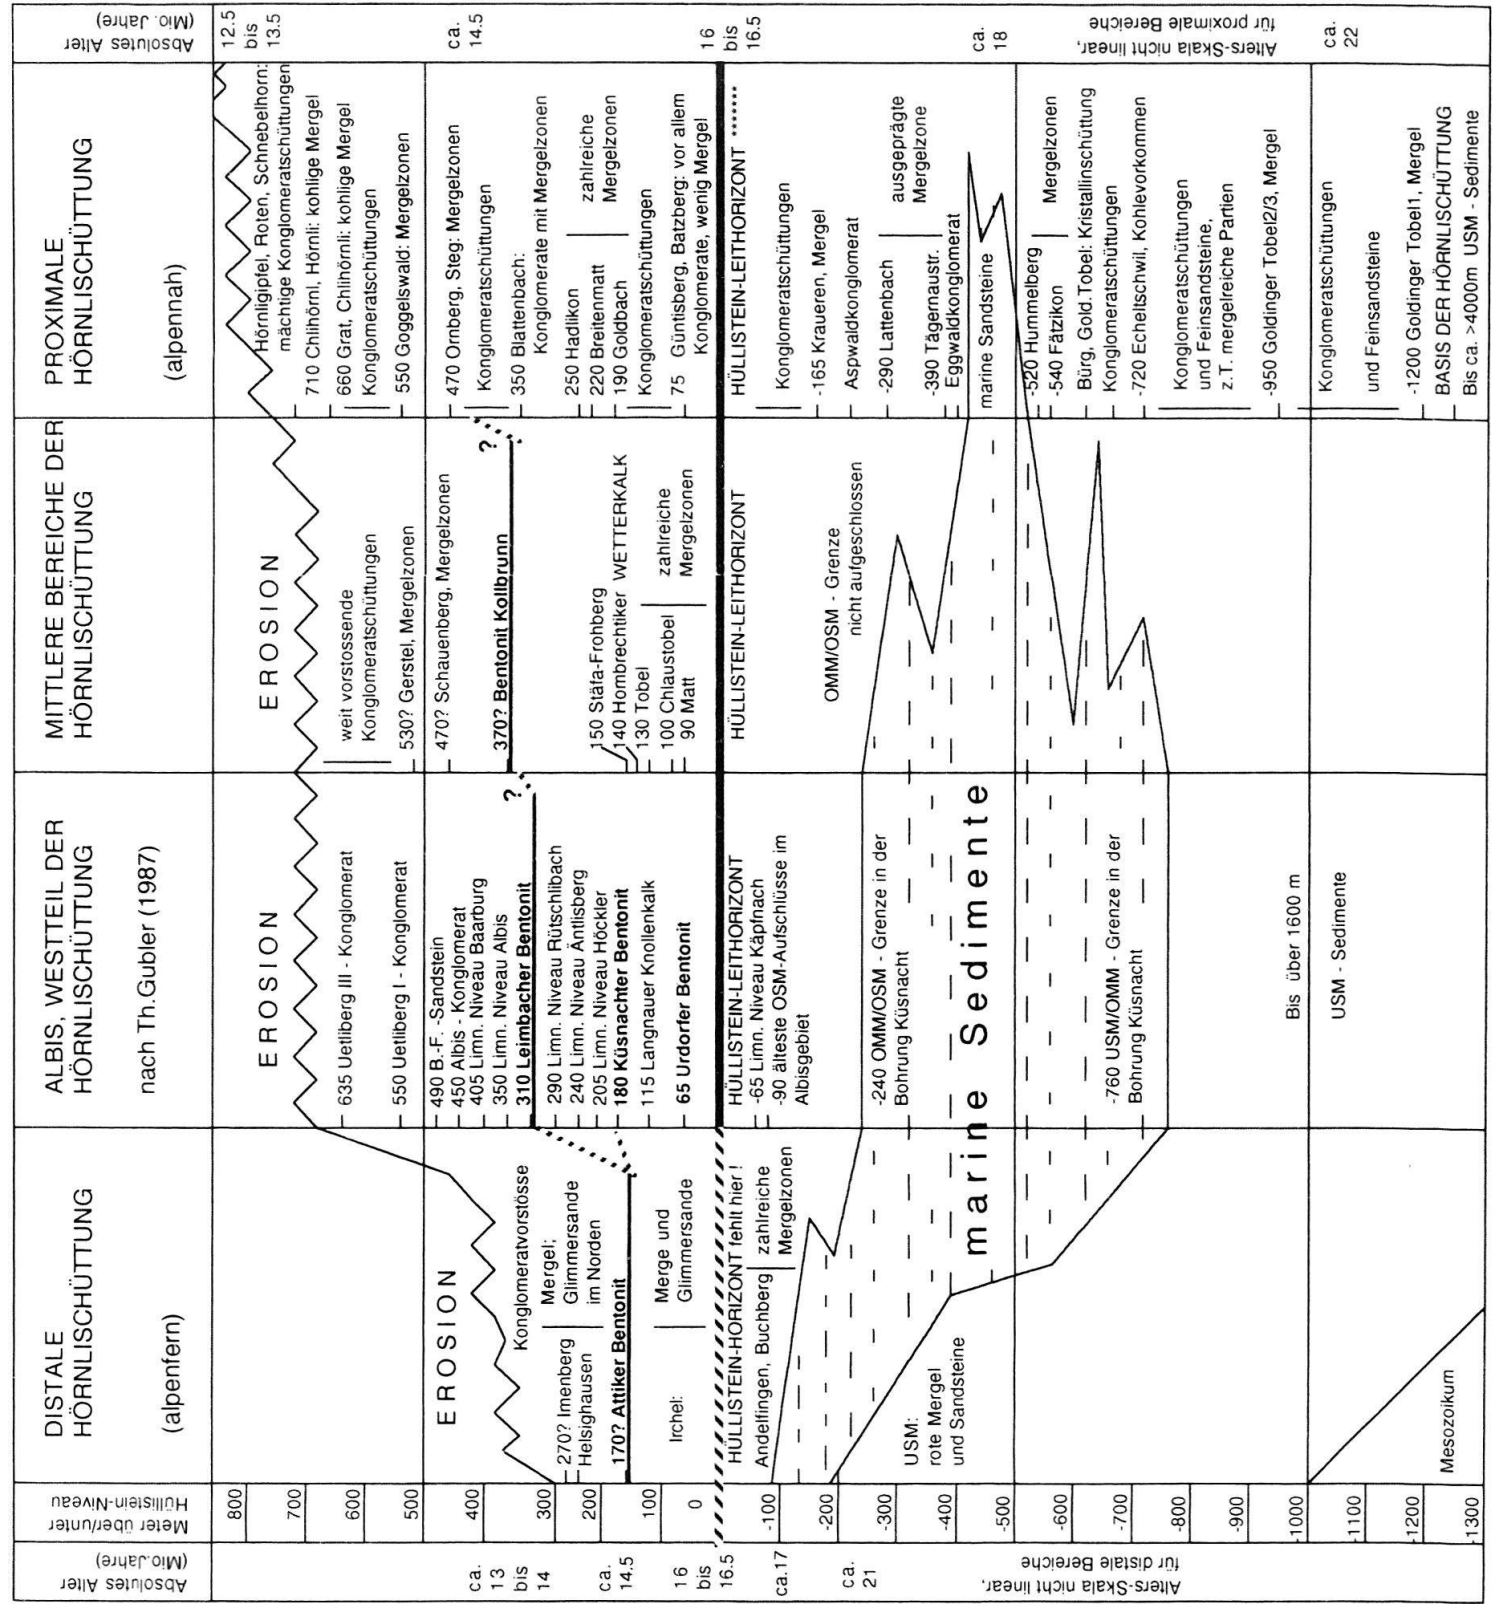 Absolutes Alter
(Mio. Jahre)
12.5
bis
13.5
ca.
14.5
16
bis
16.5
ca.
18
Alters-Skala nicht linear,
für proximale Bereiche
ca.
22
PROXIMALE
HÖRNLISCHÜTTUNG
(alpennah)
Hörnligipfel, Roten, Schnebelhorn:
mächtige Konglomeratschüttungen
710 Chlihörnl, Hörnli: kohlige Mergel
660 Grat, Chlihörnli: kohlige Mergel
Konglomeratschüttungen
550 Goggelswald: Mergelzonen
470 Ornberg, Steg: Mergelzonen
Konglomeratschüttungen
350 Blattenbach:
Konglomerate mit Mergelzonen
250 Hadlikon
220 Breitenmatt
190 Goldbach
zahlreiche
Mergelzonen
Konglomeratschüttungen
75 Güntisberg, Batzberg: vor allem
Konglomerate, wenig Mergel
HÜLLISTEIN-LEITHORIZONT *******
Konglomeratschüttungen
-165 Kraueren, Mergel
Aspwaldkonglomerat
-290 Lattenbach
-390 Tägernaustr.
ausgeprägte
Mergelzone
Eggwaldkonglomerat
marine Sandsteine
-520 Hummelberg
-540 Fätzikon
Mergelzonen
Bürg, Gold.Tobel: Kristallinschüttung
Konglomeratschüttungen
-720 Echeltschwil, Kohlevorkommen
Konglomeratschüttungen
und Feinsandsteine,
z.T. mergelreiche Partien
-950 Goldinger Tobel2/3, Mergel
Konglomeratschüttungen
und Feinsandsteine
-1200 Goldinger Tobel1, Mergel
BASIS DER HÖRNLISCHÜTTUNG
Bis ca. >4000m USM - Sedimente
MITTLERE BEREICHE DER
HÖRNLISCHÜTTUNG
EROSION
weit vorstossende
Konglomeratschüttungen
530? Gerstel, Mergelzonen
470? Schauenberg, Mergelzonen
370? Bentonit Kollbrunn
?
150 Stäfa-Frohberg
140 Hombrechtiker WETTERKALK
130 Tobel
100 Chlaustobel
90 Matt
zahlreiche
Mergelzonen
HÜLLISTEIN-LEITHORIZONT
OMM/OSM - Grenze
nicht aufgeschlossen
ALBIS, WESTTEIL DER
HÖRNLISCHÜTTUNG
nach Th.Gubler (1987)
EROSION
635 Uetliberg III - Konglomerat
550 Uetliberg I - Konglomerat
490 B.-F. -Sandstein
450 Albis - Konglomerat
405 Limn. Niveau Baarburg
350 Limn. Niveau Albis
310 Leimbacher Bentonit
?
290 Limn. Niveau Rütschlibach
240 Limn. Niveau Äntlisberg
205 Limn. Niveau Höckler
180 Küsnachter Bentonit
115 Langnauer Knollenkalk
65 Urdorfer Bentonit
HÜLLISTEIN-LEITHORIZONT
-65 Limn. Niveau Käpfnach
-90 älteste OSM-Aufschlüsse im
Albisgebiet
-240 OMM/OSM - Grenze in der
Bohrung Küsnacht
marine Sedimente
-760 USM/OMM - Grenze in der
Bohrung Küsnacht
Bis über 1600 m
USM - Sedimente
DISTALE
HÖRNLISCHÜTTUNG
(alpenfern)
EROSION
Konglomeratvorstösse
270? Imenberg
Helsighausen
Mergel;
Glimmersande
im Norden
170? Attiker Bentonit
Irchel:
Merge und
Glimmersande
HÜLLISTEIN-HORIZONT fehlt hier !
Andelfingen, Buchberg
zahlreiche
Mergelzonen
USM:
rote Mergel
und Sandsteine
Mesozoikum
Meter über/unter
Hüllistein-Niveau
800
700
600
500
400
300
200
100
0
-100
-200
-300
-400
-500
-600
-700
-800
-900
-1000
-1100
-1200
-1300
Absolutes Alter
(Mio.Jahre)
ca.
13
bis
14
ca.
14.5
16
bis
16.5
ca.17
ca.
21
Alters-Skala nicht linear,
für distale Bereiche